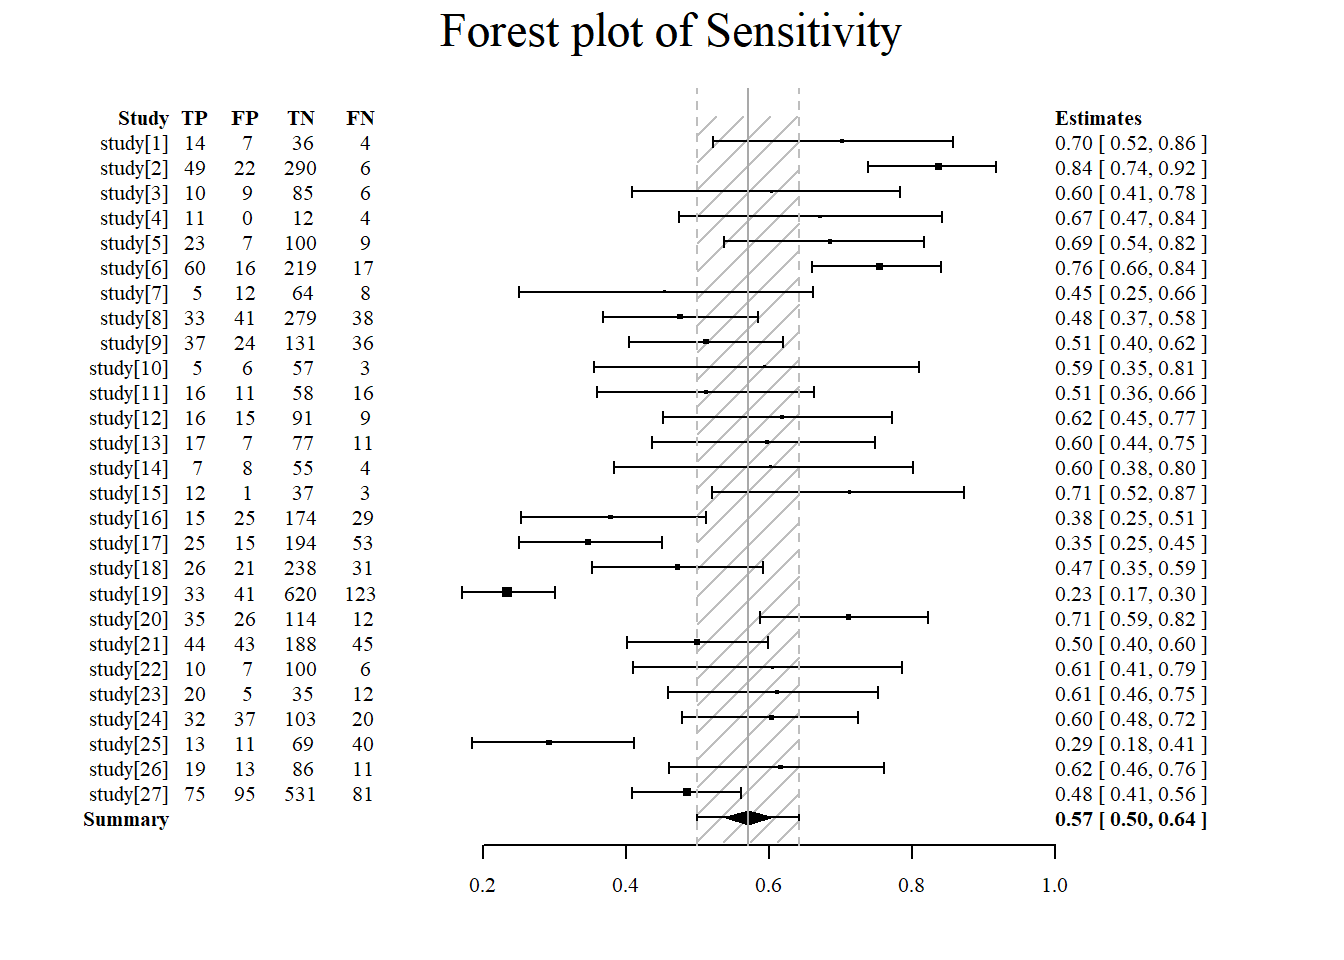 Forest plot of Sensitivity
Study TP FP TN FN Estimates
study[1] 14 7 36 4 0.70 [ 0.52, 0.86 ]
study[2] 49 22 290 6 0.84 [ 0.74, 0.92 ]
study[3] 10 9 85 6 0.60 [ 0.41, 0.78 ]
study[4] 11 0 12 4 0.67 [ 0.47, 0.84 ]
study[5] 23 7 100 9 0.69 [ 0.54, 0.82 ]
study[6] 60 16 219 17 0.76 [ 0.66, 0.84 ]
study[7] 5 12 64 8 0.45 [ 0.25, 0.66 ]
study[8] 33 41 279 38 0.48 [ 0.37, 0.58 ]
study[9] 37 24 131 36 0.51 [ 0.40, 0.62 ]
study[10] 5 6 57 3 0.59 [ 0.35, 0.81 ]
study[11] 16 11 58 16 0.51 [ 0.36, 0.66 ]
study[12] 16 15 91 9 0.62 [ 0.45, 0.77 ]
study[13] 17 7 77 11 0.60 [ 0.44, 0.75 ]
study[14] 7 8 55 4 0.60 [ 0.38, 0.80 ]
study[15] 12 1 37 3 0.71 [ 0.52, 0.87 ]
study[16] 15 25 174 29 0.38 [ 0.25, 0.51 ]
study[17] 25 15 194 53 0.35 [ 0.25, 0.45 ]
study[18] 26 21 238 31 0.47 [ 0.35, 0.59 ]
study[19] 33 41 620 123 0.23 [ 0.17, 0.30 ]
study[20] 35 26 114 12 0.71 [ 0.59, 0.82 ]
study[21] 44 43 188 45 0.50 [ 0.40, 0.60 ]
study[22] 10 7 100 6 0.61 [ 0.41, 0.79 ]
study[23] 20 5 35 12 0.61 [ 0.46, 0.75 ]
study[24] 32 37 103 20 0.60 [ 0.48, 0.72 ]
study[25] 13 11 69 40 0.29 [ 0.18, 0.41 ]
study[26] 19 13 86 11 0.62 [ 0.46, 0.76 ]
study[27] 75 95 531 81 0.48 [ 0.41, 0.56 ]
Summary 0.57 [ 0.50, 0.64 ]
0.2 0.4 0.6 0.8 1.0